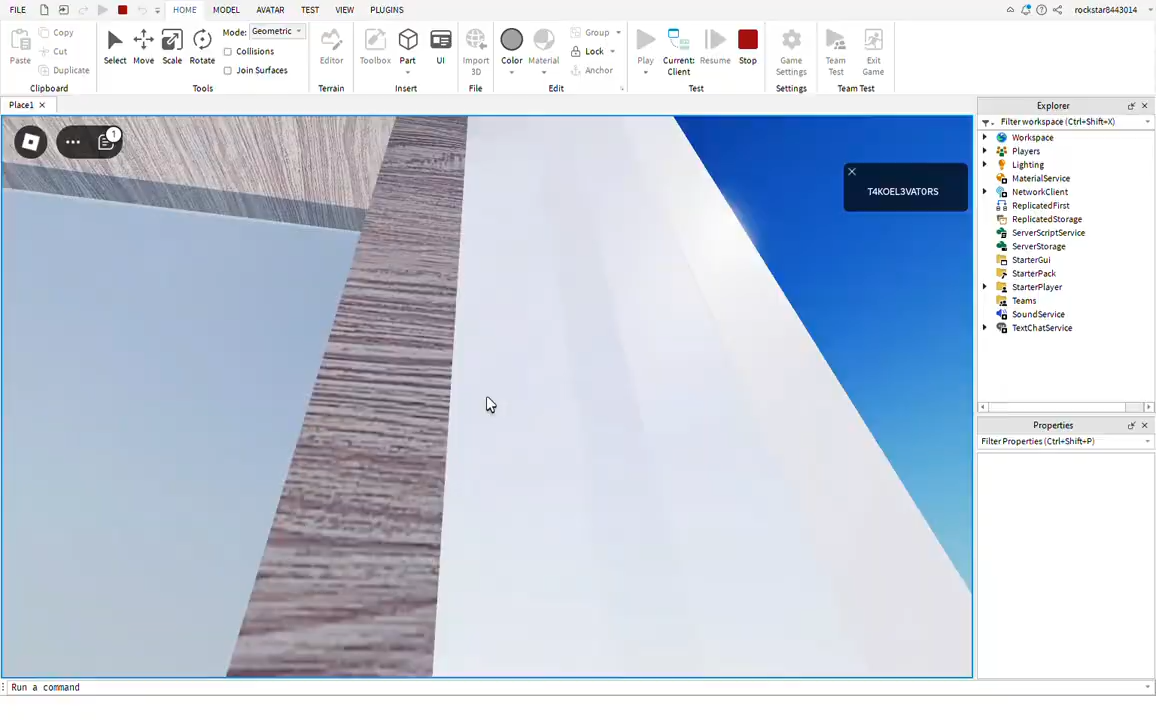 FILE HOME MODEL AVATAR TEST VIEW PLUGINS rockstar8443014
Paste Copy Cut Duplicate Clipboard
Select Move Scale Rotate Mode: Geometric Collisions Join Surfaces Tools
Editor Terrain
Toolbox Part UI Insert
Import 3D File
Color Material Group Lock Anchor Edit
Play Current: Client Resume Stop Test
Game Settings Settings
Team Test Exit Game Team Test
Place1
1
T4KOEL3VAT0RS
Explorer
Filter workspace (Ctrl+Shift+X)
Workspace
Players
Lighting
MaterialService
NetworkClient
ReplicatedFirst
ReplicatedStorage
ServerScriptService
ServerStorage
StarterGui
StarterPack
StarterPlayer
Teams
SoundService
TextChatService
Properties
Filter Properties (Ctrl+Shift+P)
Run a command